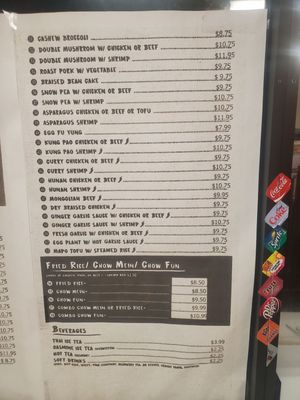 Cashew Broccoli $8.75
Double Mushroom w/ Chicken or Beef $10.75
Double Mushroom w/ Shrimp $11.95
Roast Pork w/ Vegetable $9.75
Braised Bean Cake $9.75
Snow Pea w/ Chicken or Beef $9.75
Snow Pea w/ Shrimp $10.75
Asparagus Chicken or Beef or Tofu $10.75
Asparagus Shrimp $11.95
Egg Fu Yung $7.99
Kung Pao Chicken or Beef $9.75
Kung Pao Shrimp $10.75
Curry Chicken or Beef $9.75
Curry Shrimp $10.75
Hunan Chicken or Beef $9.75
Hunan Shrimp $10.75
Mongolian Beef $9.95
Dry Braised Chicken $9.75
Ginger Garlic Sauce w/ Chicken or Beef $9.75
Ginger Garlic Sauce w/ Shrimp $10.75
Fresh Garlic w/ Chicken or Beef $9.75
Egg Plant w/ Hot Garlic Sauce $9.75
Mapo Tofu w/ Steamed Rice $9.75
Fried Rice/ Chow Mein/ Chow Fun
Fried Rice- $8.50
Chow Mein- $8.50
Chow Fun- $9.50
Combo Chow Mein or Fried Rice- $9.99
Combo Chow Fun- $10.99
Beverages
Thai Ice Tea $3.99
Jasmine Ice Tea $2.25
Hot Tea $2.25
Soft Drinks $2.25
Coca-Cola
Coke
Sprite